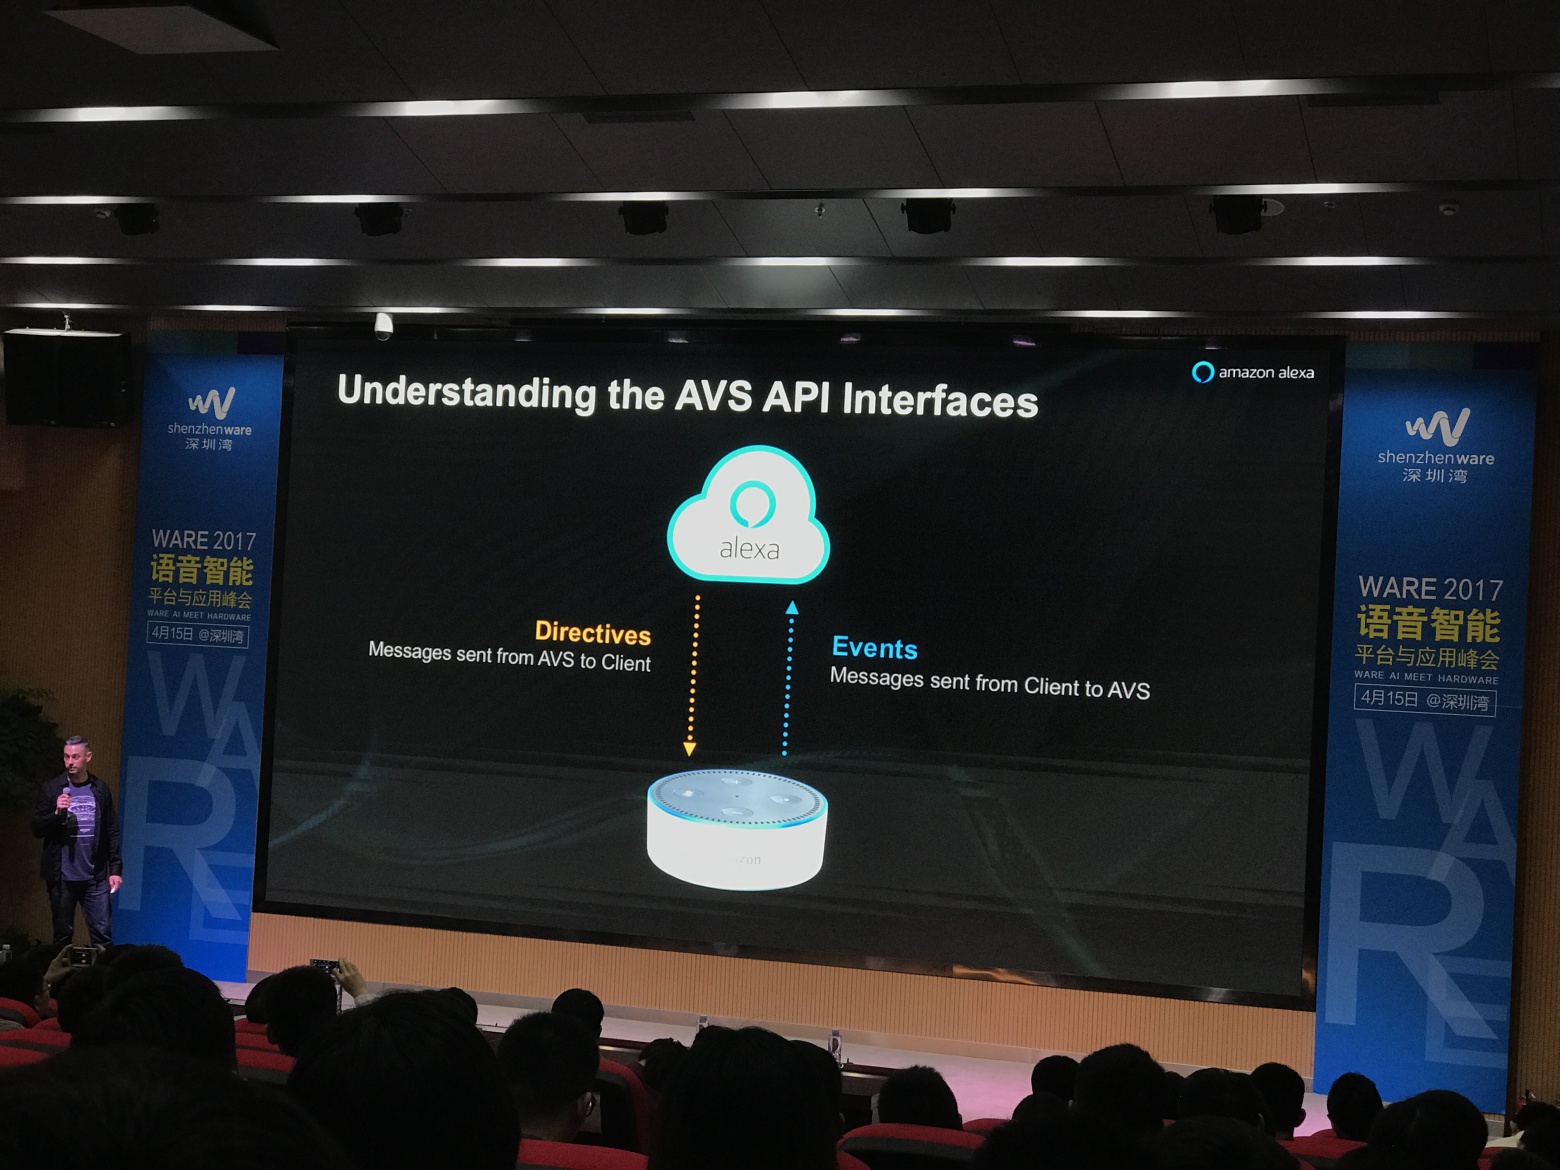 shenzhenware
深圳湾
WARE 2017
语音智能
平台与应用峰会
WARE AI MEET HARDWARE
4月15日 @深圳湾
WARE
Understanding the AVS API Interfaces
amazon alexa
alexa
Directives
Messages sent from AVS to Client
Events
Messages sent from Client to AVS
zon
shenzhenware
深圳湾
WARE 2017
语音智能
平台与应用峰会
WARE AI MEET HARDWARE
4月15日 @深圳湾
WARE